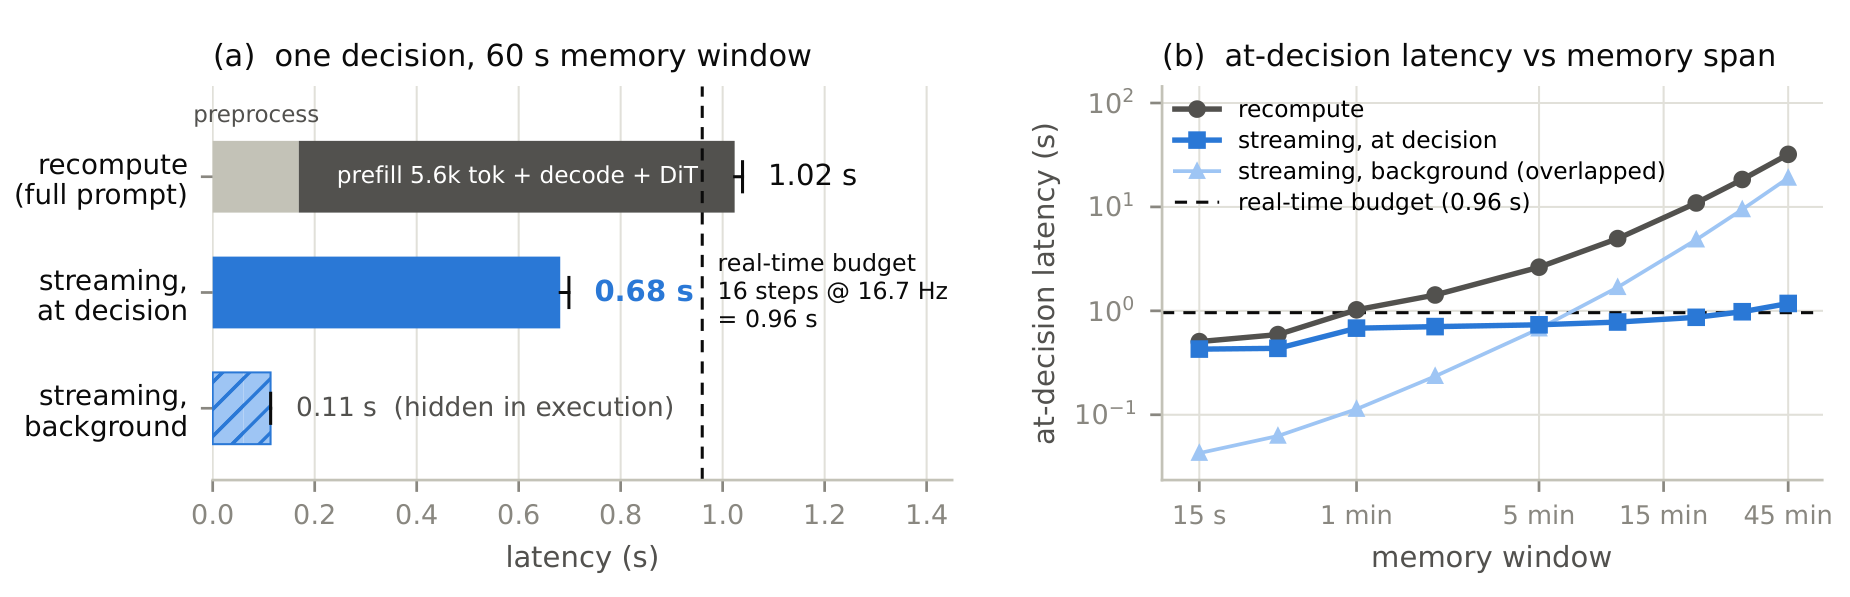 (a)  one decision, 60 s memory window
preprocess
recompute
(full prompt)
prefill 5.6k tok + decode + DiT
1.02 s
streaming,
at decision
0.68 s
real-time budget
16 steps @ 16.7 Hz
= 0.96 s
streaming,
background
0.11 s  (hidden in execution)
0.0 0.2 0.4 0.6 0.8 1.0 1.2 1.4
latency (s)
(b)  at-decision latency vs memory span
at-decision latency (s)
10²
10¹
10⁰
10⁻¹
recompute
streaming, at decision
streaming, background (overlapped)
real-time budget (0.96 s)
15 s 1 min 5 min 15 min 45 min
memory window